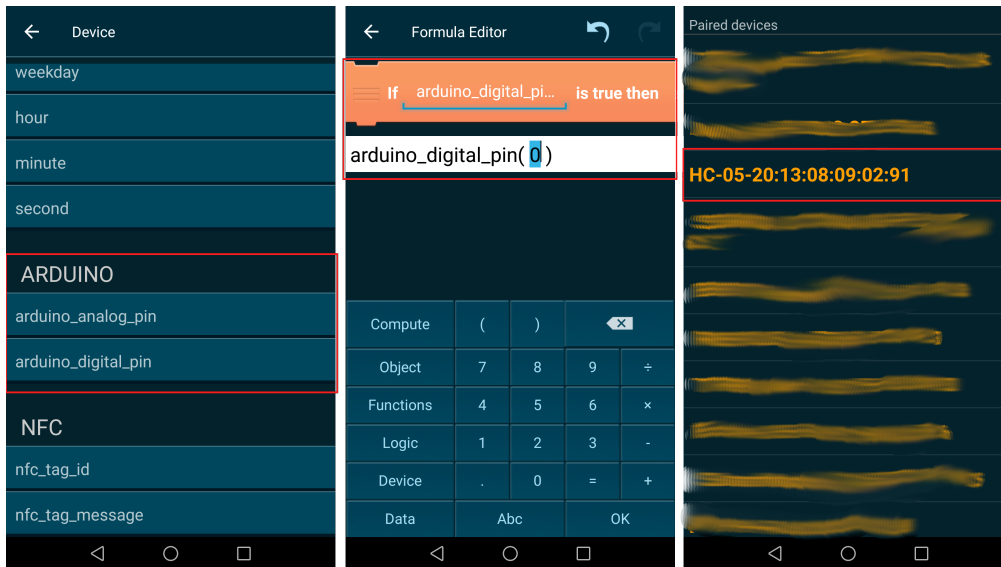 Device
weekday
hour
minute
second
ARDUINO
arduino_analog_pin
arduino_digital_pin
NFC
nfc_tag_id
nfc_tag_message
Formula Editor
If arduino_digital_pi... is true then
arduino_digital_pin( 0 )
Compute ( )
Object 7 8 9 ÷
Functions 4 5 6 ×
Logic 1 2 3 -
Device . 0 = +
Data Abc OK
Paired devices
HC-05-20:13:08:09:02:91